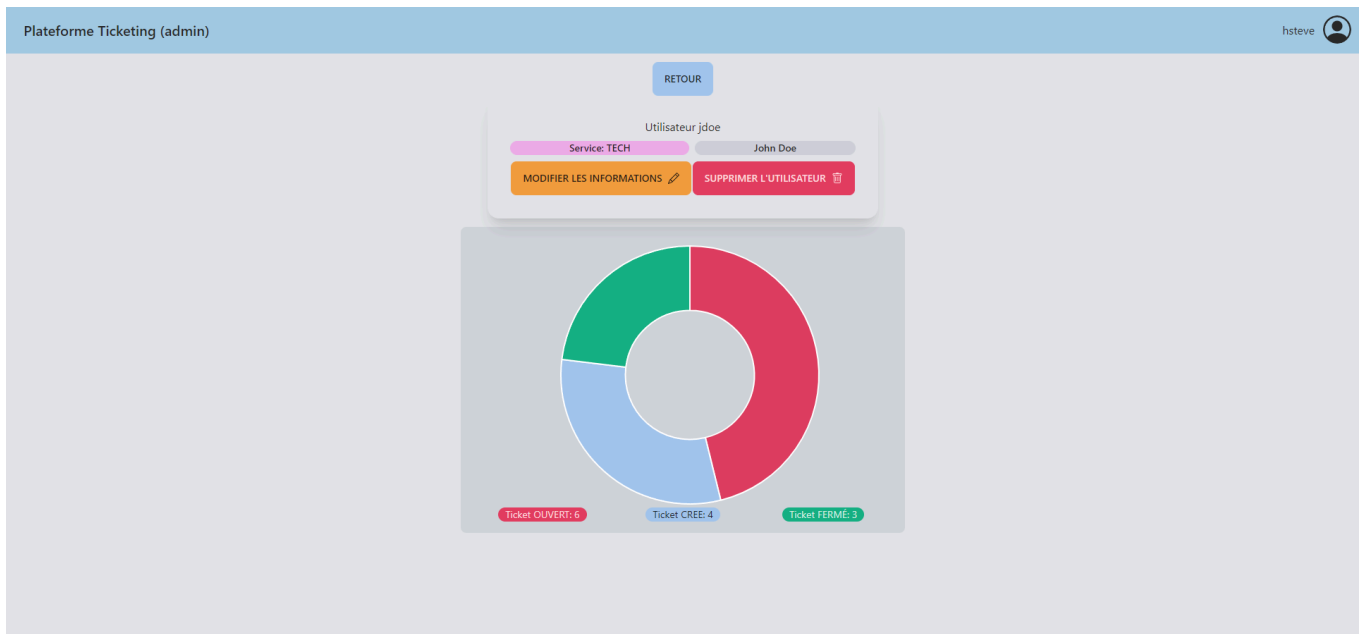 Plateforme Ticketing (admin)
hsteve
RETOUR
Utilisateur jdoe
Service: TECH
John Doe
MODIFIER LES INFORMATIONS
SUPPRIMER L'UTILISATEUR
Ticket OUVERT: 6
Ticket CREE: 4
Ticket FERMÉ: 3